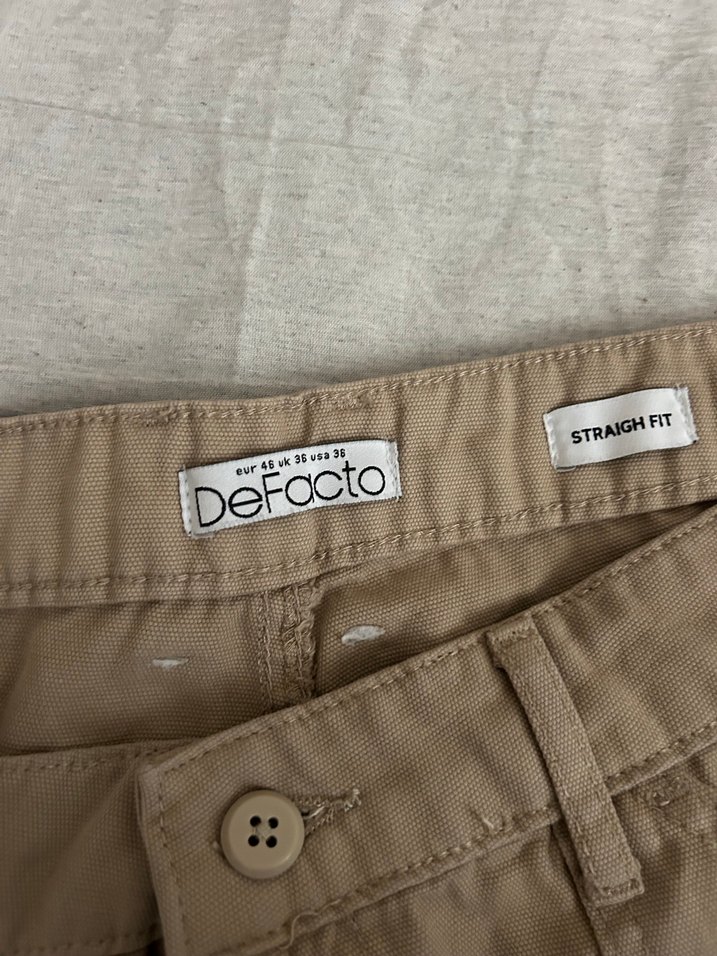 eur 46 uk 36 usa 36
DeFacto
STRAIGH FIT